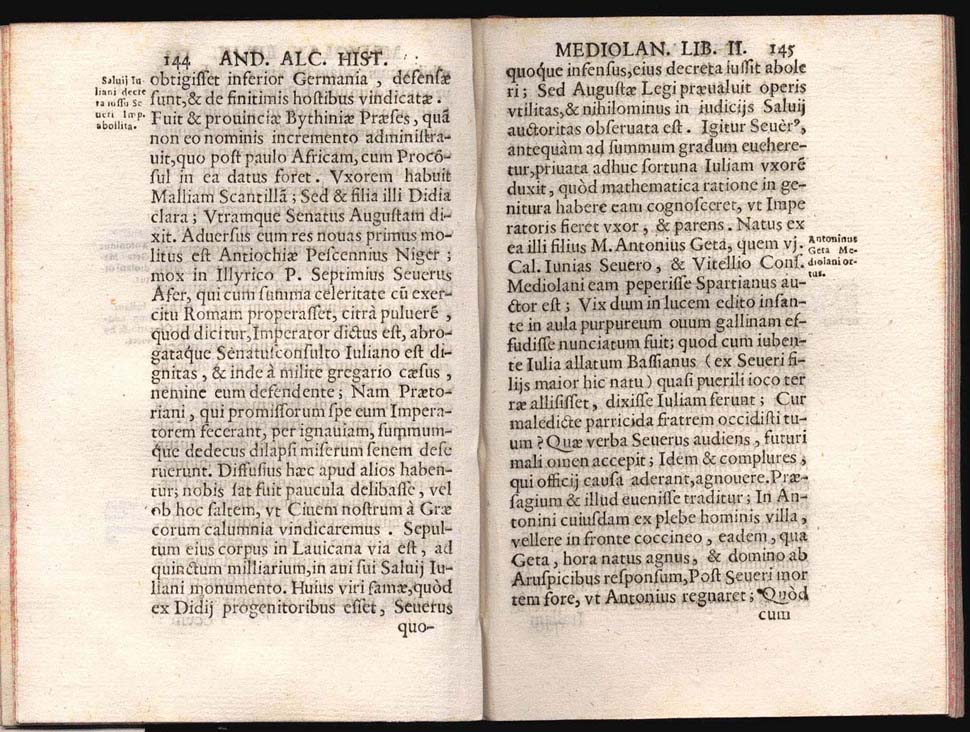 144 AND. ALC. HIST.
Saluij Iu-
liani decre
ta iussu Se
ueri Imp.
abollita.
obtigisset inferior Germania, defensæ
sunt, & de finitimis hostibus vindicatæ.
Fuit & prouinciæ Bythiniæ Præses, quā
non eo nominis incremento administra-
uit, quo post paulo Africam, cum Procō-
sul in ea datus foret. Vxorem habuit
Malliam Scantillā; Sed & filia illi Didia
clara; Vtramque Senatus Augustam di-
xit. Aduersus eum res nouas primus mo-
litus est Antiochiæ Pescennius Niger;
mox in Illyrico P. Septimius Seuerus
Afer, qui cum summa celeritate cū exer-
citu Romam properasset, citrà puluerē,
quod dicitur, Imperator dictus est, abro-
gataque Senatusconsulto Iuliano est di-
gnitas, & inde à milite gregario cæsus,
nemine eum defendente; Nam Præto-
riani, qui promissorum spe eum Impera-
torem fecerant, per ignauiam, summum-
q́ue dedecus dilapsi miserum senem dese
ruerunt. Diffusius hæc apud alios haben-
tur; nobis sat fuit paucula delibasse, vel
ob hoc saltem, vt Ciuem nostrum à Græ
corum calumnia vindicaremus. Sepul-
tum eius corpus in Lauicana via est, ad
quinctum milliarium, in aui sui Saluij Iu-
liani monumento. Huius viri famæ, quòd
ex Didij progenitoribus esset, Seuerus
quo-
MEDIOLAN. LIB. II. 145
quoque infensus, eius decreta iussit abole
ri; Sed Augustæ Legi præualuit operis
vtilitas, & nihilominus in iudicijs Saluij
auctoritas obseruata est. Igitur Seuèrꝰ,
antequàm ad summum gradum euehere-
tur, priuata adhuc fortuna Iuliam vxorē
duxit, quòd mathematica ratione in ge-
nitura habere eam cognosceret, vt Impe
ratoris fieret vxor, & parens. Natus ex
ea illi filius M. Antonius Geta, quem vj.
Cal. Iunias Seuero, & Vitellio Cons.
Antoninus
Geta Me-
diolani or-
tus.
Mediolani eam peperisse Spartianus au-
ctor est; Vix dum in lucem edito infan-
te in aula purpureum ouum gallinam ef-
fudisse nunciatum fuit; quod cum iuben-
te Iulia allatum Bassianus (ex Seueri fi-
lijs maior hic natu) quasi puerili ioco ter
ræ allisisset, dixisse Iuliam ferunt; Cur
maledicte parricida fratrem occidisti tu-
um? Quæ verba Seuerus audiens, futuri
mali omen accepit; Idem & complures,
qui officij causa aderant, agnouere. Præ-
sagium & illud euenisse traditur; In An-
tonini cuiusdam ex plebe hominis villa,
vellere in fronte coccineo, eadem, qua
Geta, hora natus agnus, & domino ab
Aruspicibus responsum, Post Seueri mor
tem fore, vt Antonius regnaret; Quòd
cum